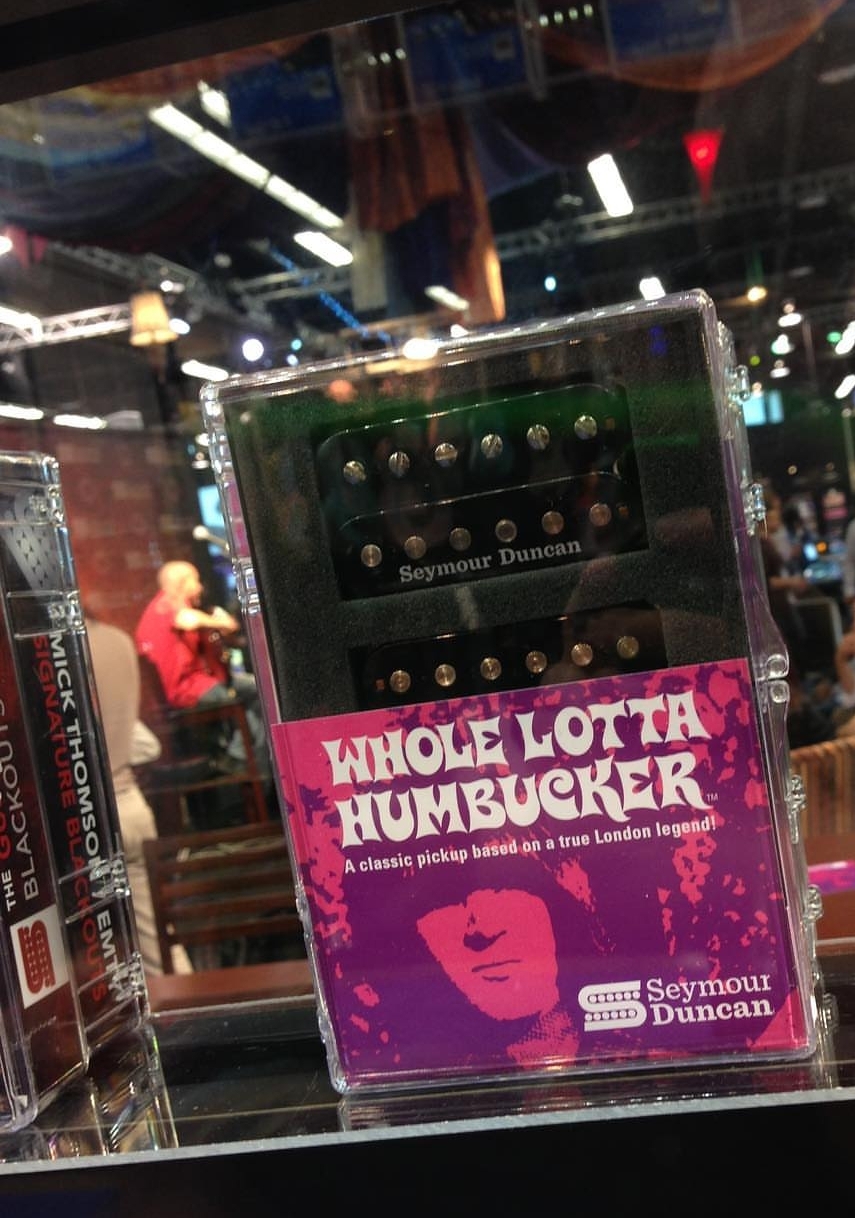 Seymour Duncan
WHOLE LOTTA
HUMBUCKER™
A classic pickup based on a true London legend!
Seymour
Duncan
BLACKOUTS
MICK THOMSON EMTY
SIGNATURE BLACKOUTS
THE